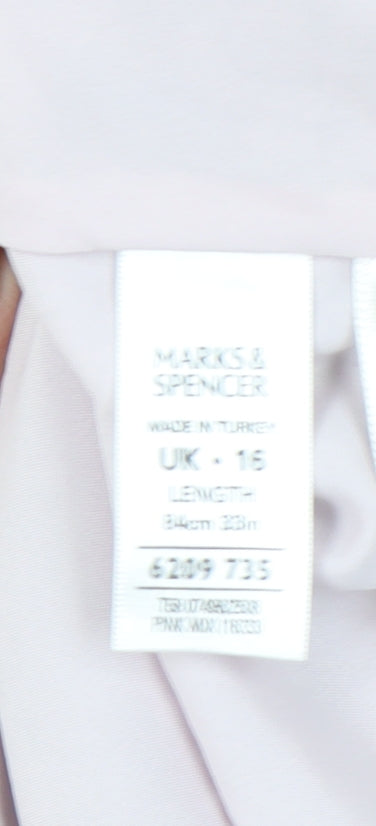 MARKS &
SPENCER
MADE IN TURKEY
UK • 16
LENGTH
84cm 33in
6209 735